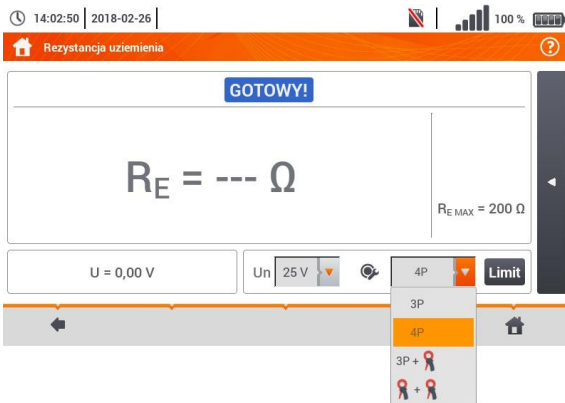 14:02:50 2018-02-26 100 %
Rezystancja uziemienia ?
GOTOWY!
RE = --- Ω
RE MAX = 200 Ω
U = 0,00 V
Un 25 V 4P Limit
3P
4P
3P +
+